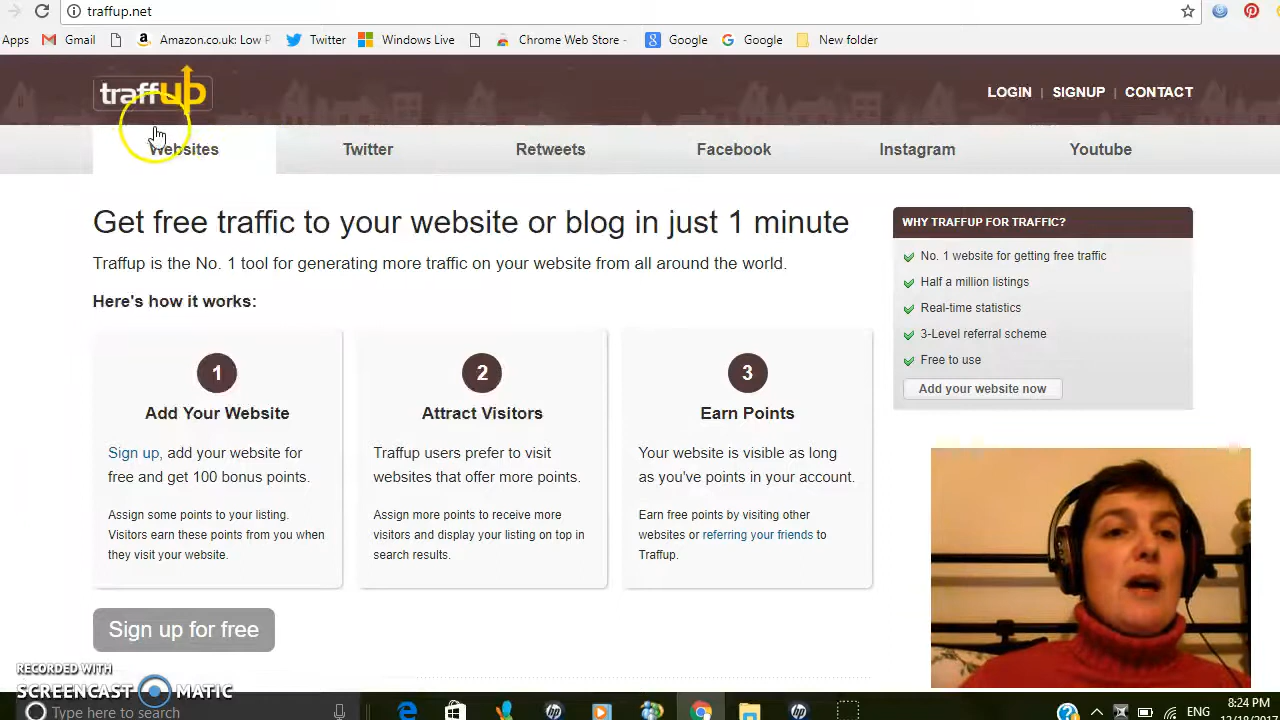 traffup.net
Apps Gmail Amazon.co.uk: Low P Twitter Windows Live Chrome Web Store - Google Google New folder
traffup
LOGIN | SIGNUP | CONTACT
Websites Twitter Retweets Facebook Instagram Youtube
Get free traffic to your website or blog in just 1 minute
Traffup is the No. 1 tool for generating more traffic on your website from all around the world.
Here's how it works:
1
Add Your Website
Sign up, add your website for
free and get 100 bonus points.
Assign some points to your listing.
Visitors earn these points from you when
they visit your website.
2
Attract Visitors
Traffup users prefer to visit
websites that offer more points.
Assign more points to receive more
visitors and display your listing on top in
search results.
3
Earn Points
Your website is visible as long
as you've points in your account.
Earn free points by visiting other
websites or referring your friends to
Traffup.
Sign up for free
WHY TRAFFUP FOR TRAFFIC?
No. 1 website for getting free traffic
Half a million listings
Real-time statistics
3-Level referral scheme
Free to use
Add your website now
RECORDED WITH
SCREENCAST MATIC
Type here to search
ENG
8:24 PM